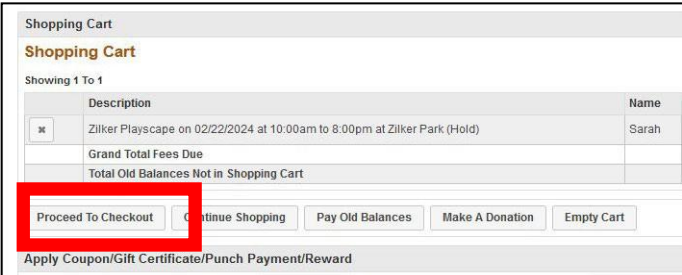 Shopping Cart
Shopping Cart
Showing 1 To 1
Description Name
Zilker Playscape on 02/22/2024 at 10:00am to 8:00pm at Zilker Park (Hold) Sarah
Grand Total Fees Due
Total Old Balances Not in Shopping Cart
Proceed To Checkout ntinue Shopping Pay Old Balances Make A Donation Empty Cart
Apply Coupon/Gift Certificate/Punch Payment/Reward